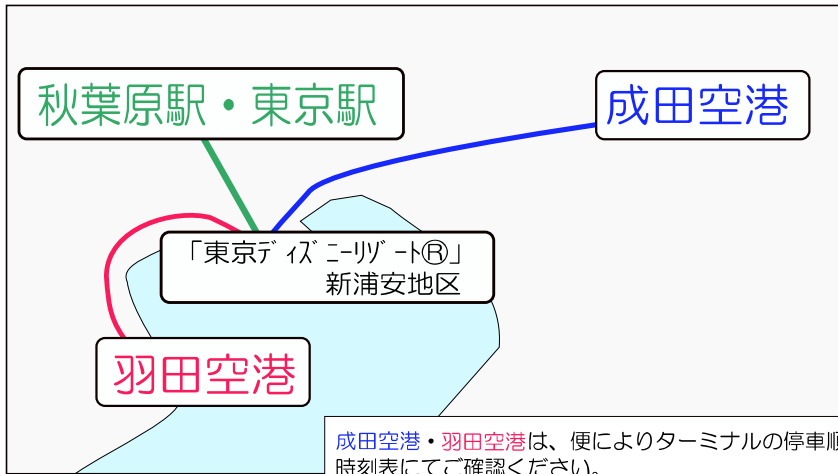 秋葉原駅・東京駅
成田空港
「東京ディズニーリゾート®」
新浦安地区
羽田空港
成田空港・羽田空港は、便によりターミナルの停車順
時刻表にてご確認ください。